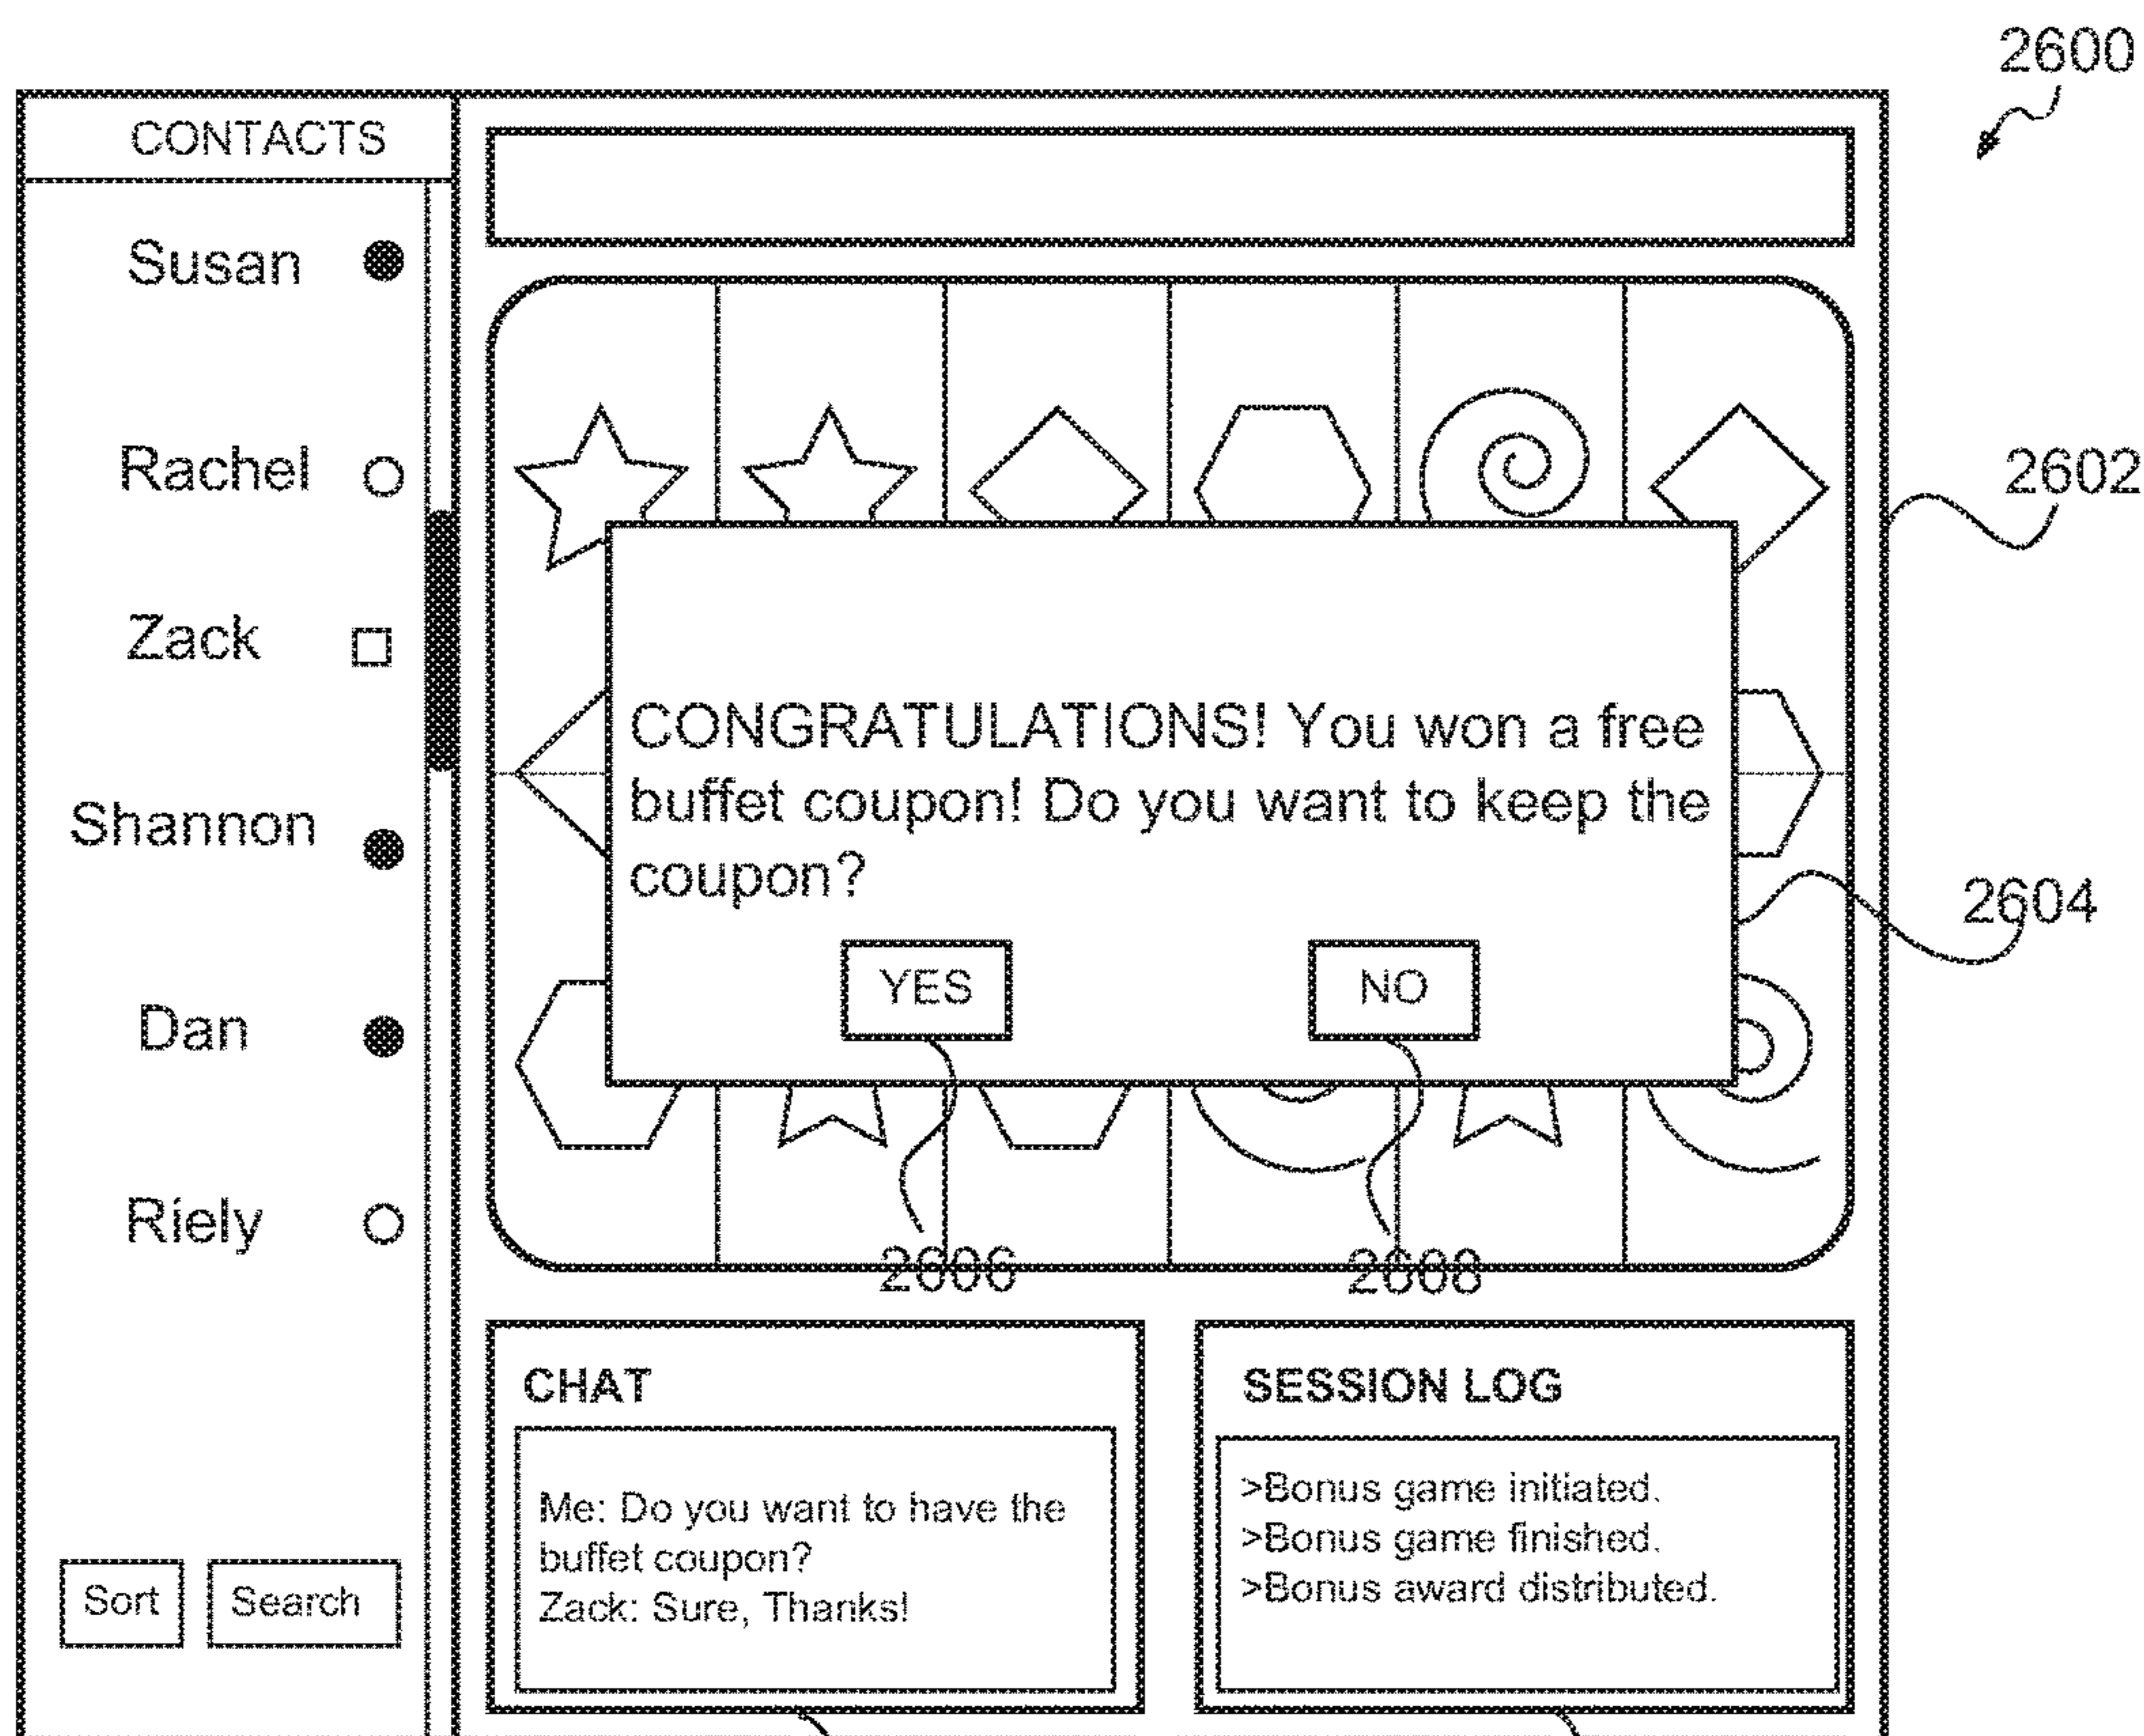 2600
CONTACTS
Susan
Rachel
2602
Zack
CONGRATULATIONS! You won a free
buffet coupon! Do you want to keep the
coupon?
Shannon
2604
YES
NO
Dan
Riely
2606
2608
CHAT
SESSION LOG
Me: Do you want to have the
buffet coupon?
Zack: Sure, Thanks!
>Bonus game initiated.
>Bonus game finished.
>Bonus award distributed.
Sort
Search